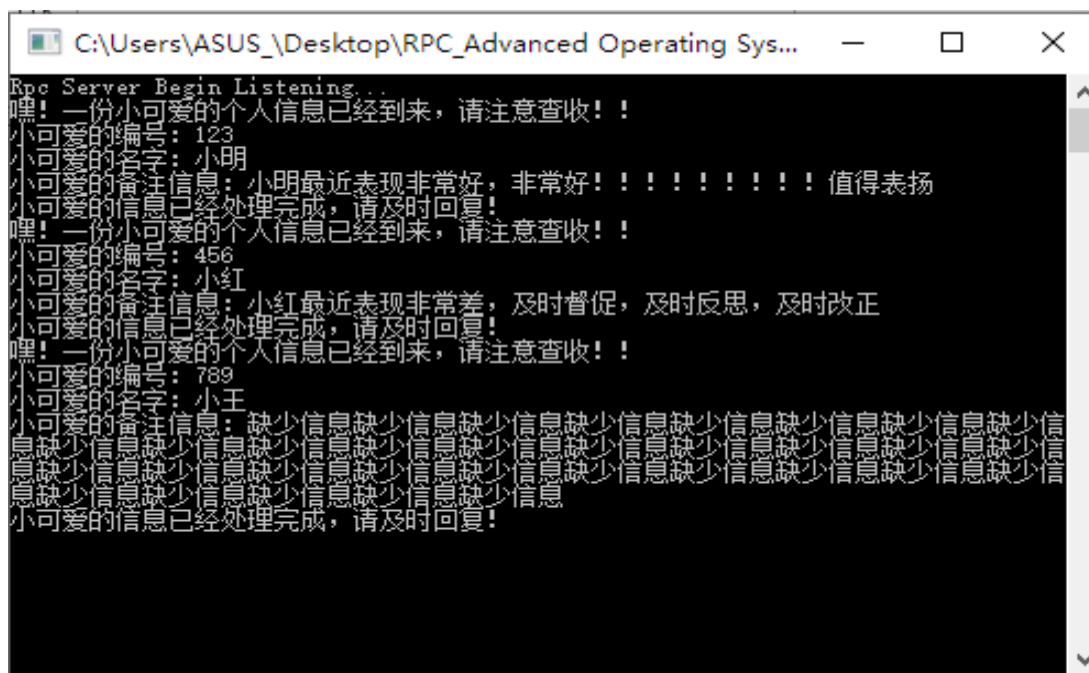 C:\Users\ASUS_\Desktop\RPC_Advanced Operating Sys...
Rpc Server Begin Listening...
嘿！一份小可爱的个人信息已经到来，请注意查收！！
小可爱的编号：123
小可爱的名字：小明
小可爱的备注信息：小明最近表现非常好，非常好！！！！！！！！！值得表扬
小可爱的信息已经处理完成，请及时回复！
嘿！一份小可爱的个人信息已经到来，请注意查收！！
小可爱的编号：456
小可爱的名字：小红
小可爱的备注信息：小红最近表现非常差，及时督促，及时反思，及时改正
小可爱的信息已经处理完成，请及时回复！
嘿！一份小可爱的个人信息已经到来，请注意查收！！
小可爱的编号：789
小可爱的名字：小王
小可爱的备注信息：缺少信息缺少信息缺少信息缺少信息缺少信息缺少信息缺少信息缺少信
息缺少信息缺少信息缺少信息缺少信息缺少信息缺少信息缺少信息缺少信息缺少信息缺少信
息缺少信息缺少信息缺少信息缺少信息缺少信息缺少信息缺少信息缺少信息缺少信息缺少信
息缺少信息缺少信息缺少信息缺少信息缺少信息
小可爱的信息已经处理完成，请及时回复！